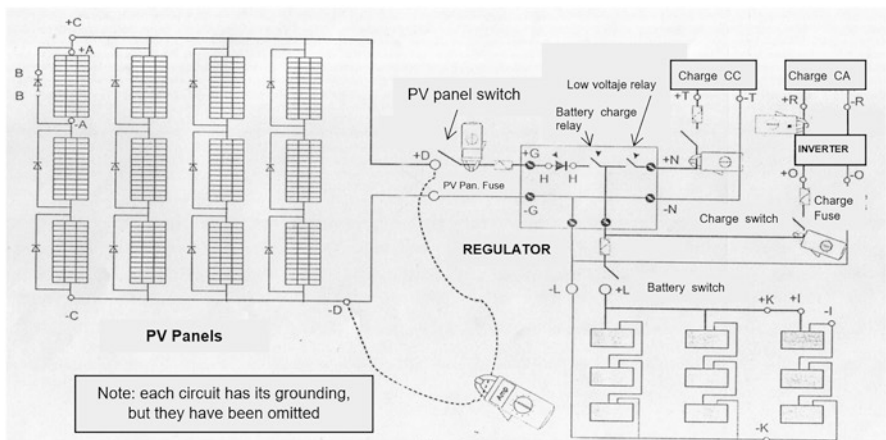 +C
+A
B
B
-A
-C
PV Panels
Note: each circuit has its grounding,
but they have been omitted
-D
PV panel switch
+D
PV Pan. Fuse
Amp
+G
-G
H
H
REGULATOR
Low voltaje relay
Battery charge
relay
+N
-N
Charge CC
+T
-T
Charge CA
+R
-R
INVERTER
+O
-O
Charge
Fuse
Charge switch
-L
+L
Battery switch
+K
+I
-I
-K